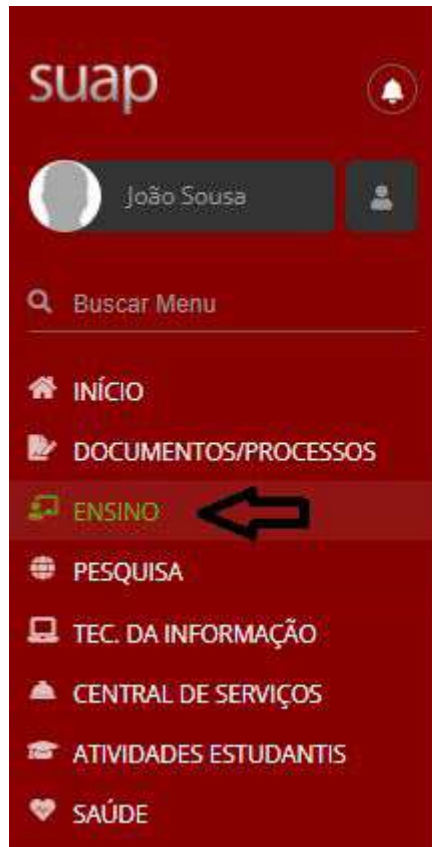 suap
João Sousa
Buscar Menu
INÍCIO
DOCUMENTOS/PROCESSOS
ENSINO
PESQUISA
TEC. DA INFORMAÇÃO
CENTRAL DE SERVIÇOS
ATIVIDADES ESTUDANTIS
SAÚDE